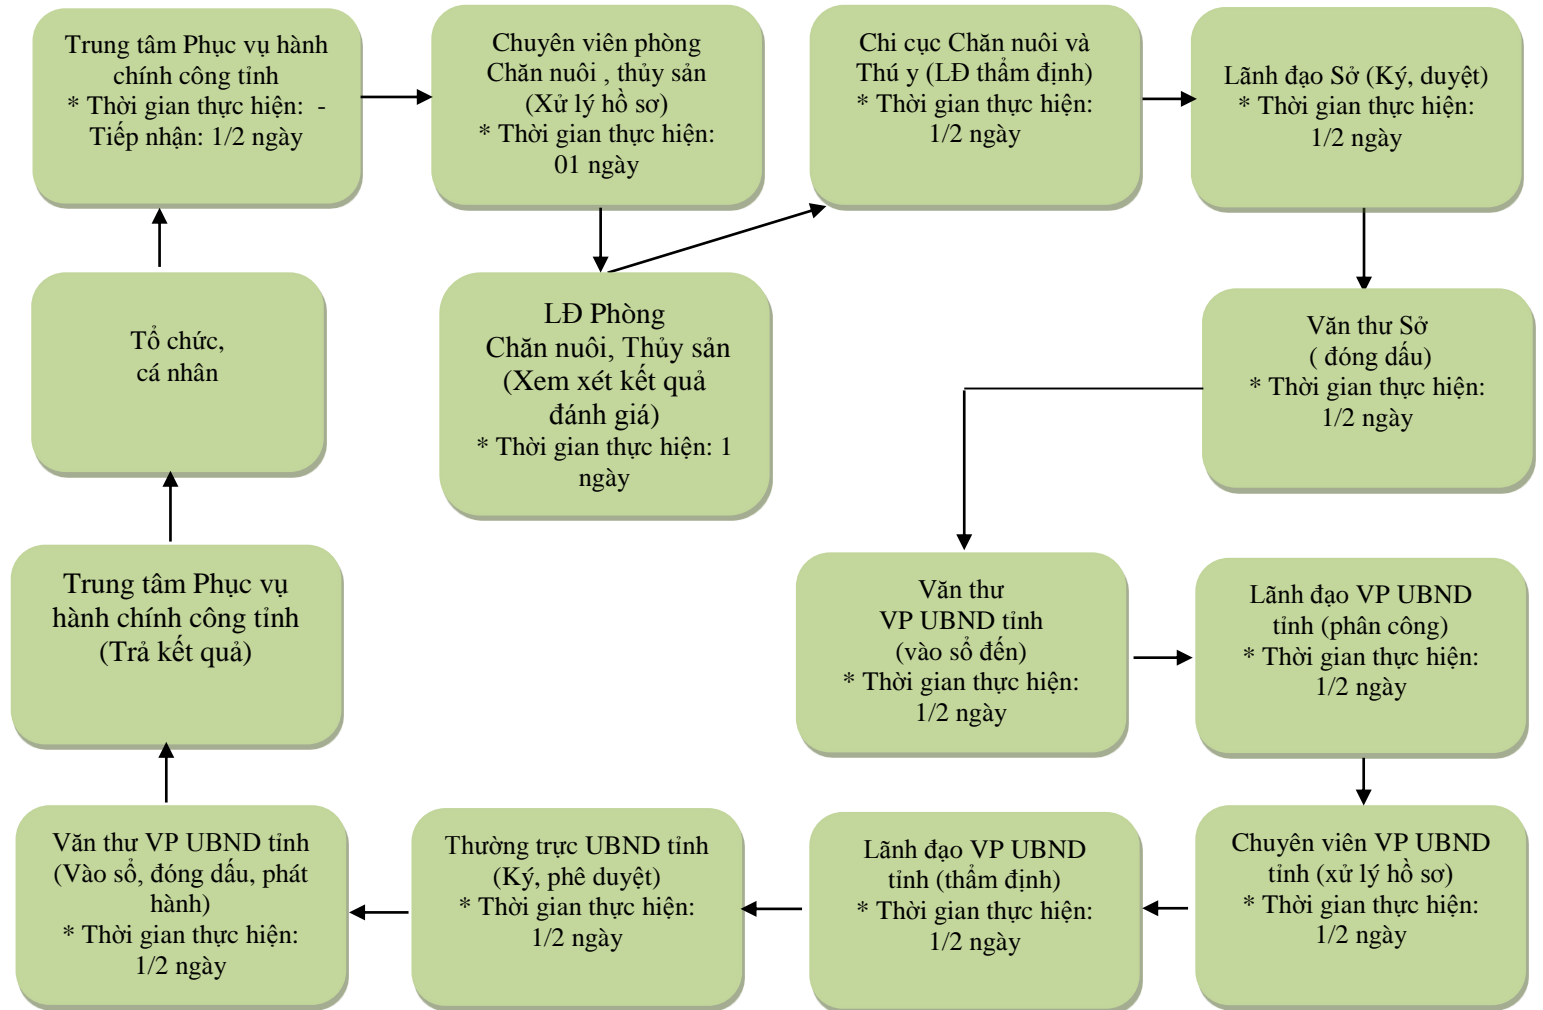 Trung tâm Phục vụ hành
chính công tỉnh
* Thời gian thực hiện: -
Tiếp nhận: 1/2 ngày
Chuyên viên phòng
Chăn nuôi , thủy sản
(Xử lý hồ sơ)
* Thời gian thực hiện:
01 ngày
Chi cục Chăn nuôi và
Thú y (LĐ thẩm định)
* Thời gian thực hiện:
1/2 ngày
Lãnh đạo Sở (Ký, duyệt)
* Thời gian thực hiện:
1/2 ngày
Tổ chức,
cá nhân
LĐ Phòng
Chăn nuôi, Thủy sản
(Xem xét kết quả
đánh giá)
* Thời gian thực hiện: 1
ngày
Văn thư Sở
( đóng dấu)
* Thời gian thực hiện:
1/2 ngày
Trung tâm Phục vụ
hành chính công tỉnh
(Trả kết quả)
Văn thư
VP UBND tỉnh
(vào sổ đến)
* Thời gian thực hiện:
1/2 ngày
Lãnh đạo VP UBND
tỉnh (phân công)
* Thời gian thực hiện:
1/2 ngày
Văn thư VP UBND tỉnh
(Vào sổ, đóng dấu, phát
hành)
* Thời gian thực hiện:
1/2 ngày
Thường trực UBND tỉnh
(Ký, phê duyệt)
* Thời gian thực hiện:
1/2 ngày
Lãnh đạo VP UBND
tỉnh (thẩm định)
* Thời gian thực hiện:
1/2 ngày
Chuyên viên VP UBND
tỉnh (xử lý hồ sơ)
* Thời gian thực hiện:
1/2 ngày